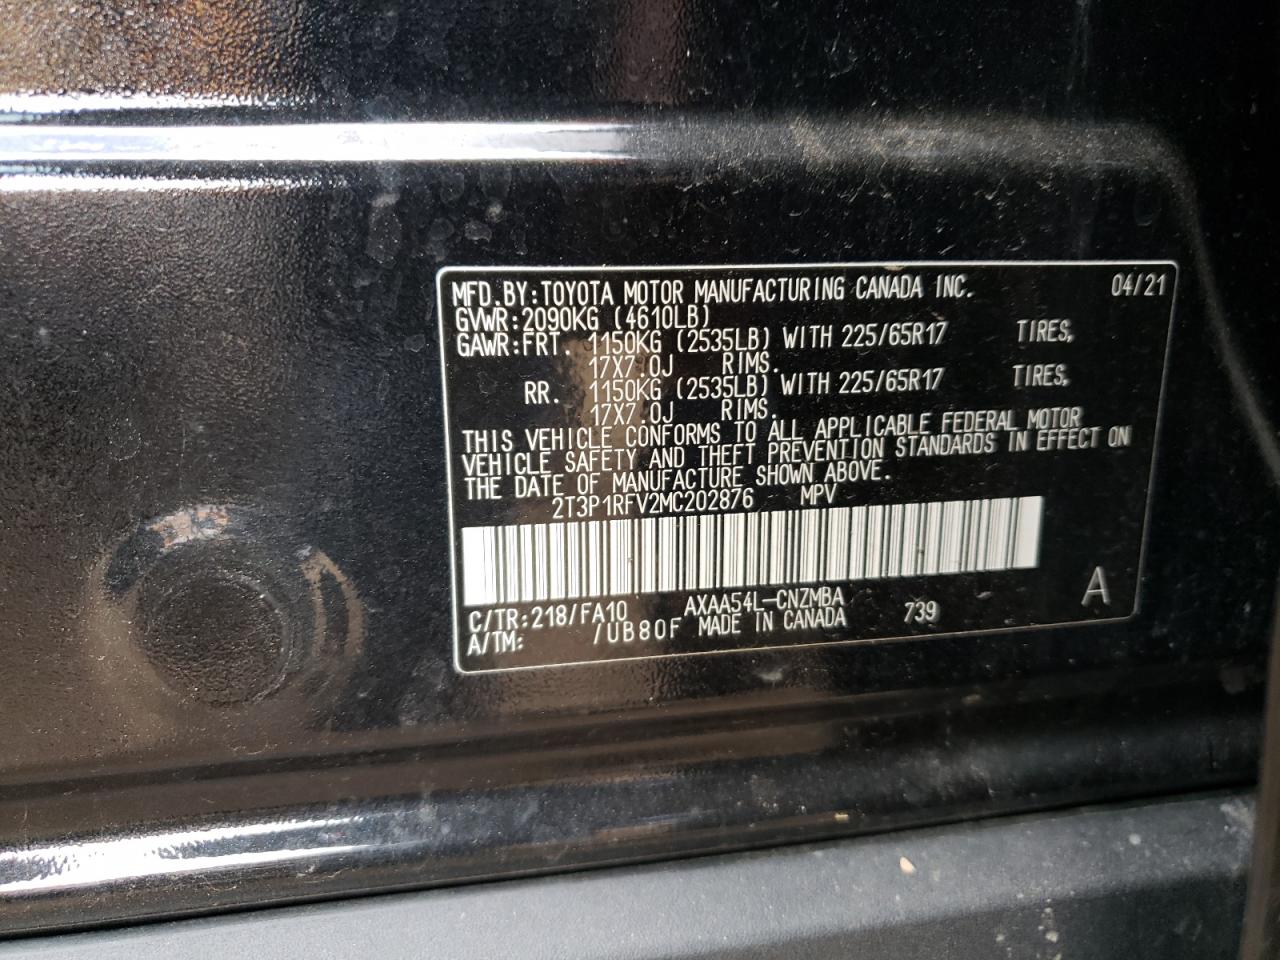 MFD.BY:TOYOTA MOTOR MANUFACTURING CANADA INC. 04/21
GVWR:2090KG (4610LB)
GAWR:FRT. 1150KG (2535LB) WITH 225/65R17 TIRES,
17X7.0J RIMS.
RR. 1150KG (2535LB) WITH 225/65R17 TIRES,
17X7.0J RIMS.
THIS VEHICLE CONFORMS TO ALL APPLICABLE FEDERAL MOTOR
VEHICLE SAFETY AND THEFT PREVENTION STANDARDS IN EFFECT ON
THE DATE OF MANUFACTURE SHOWN ABOVE.
2T3P1RFV2MC202876 MPV
C/TR:218/FA10 AXAA54L-CNZMBA 739 A
A/TM: /UB80F MADE IN CANADA